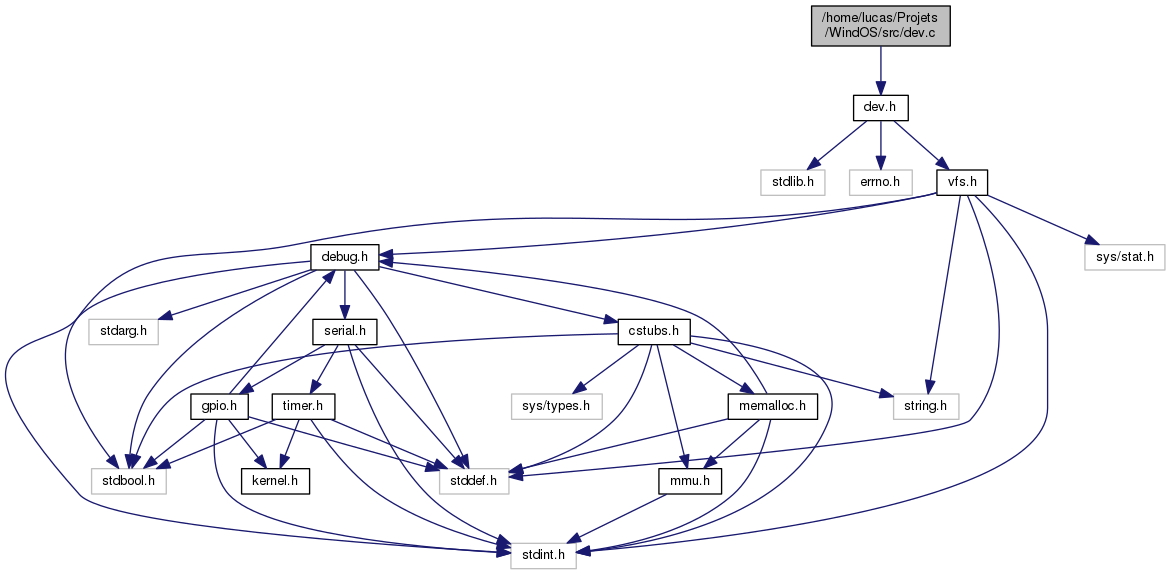 /home/lucas/Projets
/WindOS/src/dev.c
dev.h
stdlib.h
errno.h
vfs.h
debug.h
sys/stat.h
stdarg.h
serial.h
cstubs.h
gpio.h
timer.h
sys/types.h
memalloc.h
string.h
stdbool.h
kernel.h
stddef.h
mmu.h
stdint.h